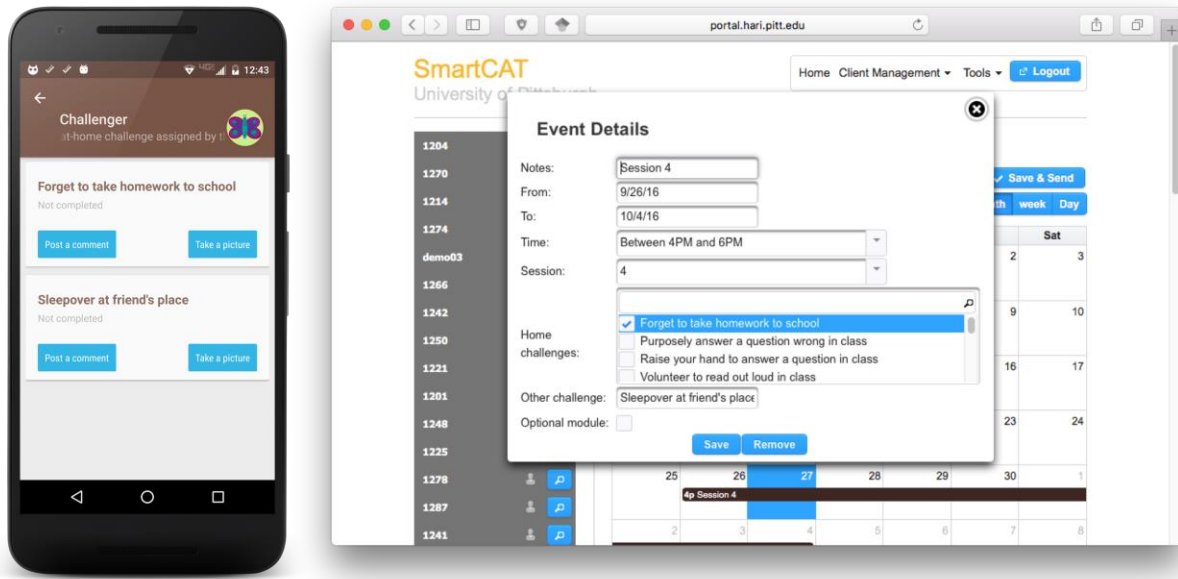 12:43
Challenger
at-home challenge assigned by t
Forget to take homework to school
Not completed
Post a comment Take a picture
Sleepover at friend's place
Not completed
Post a comment Take a picture
portal.hari.pitt.edu
SmartCAT
University of Pittsburgh
Home Client Management Tools Logout
1204
1270
1214
1274
demo03
1266
1242
1250
1221
1201
1248
1225
1278
1287
1241
Save & Send
th week Day
Sat
2 3
9 10
16 17
23 24
25 26 27 28 29 30 1
4p Session 4
2 3 4 5 6 7 8
Event Details
Notes: Session 4
From: 9/26/16
To: 10/4/16
Time: Between 4PM and 6PM
Session: 4
Home challenges:
Forget to take homework to school
Purposely answer a question wrong in class
Raise your hand to answer a question in class
Volunteer to read out loud in class
Other challenge: Sleepover at friend's place
Optional module:
Save Remove